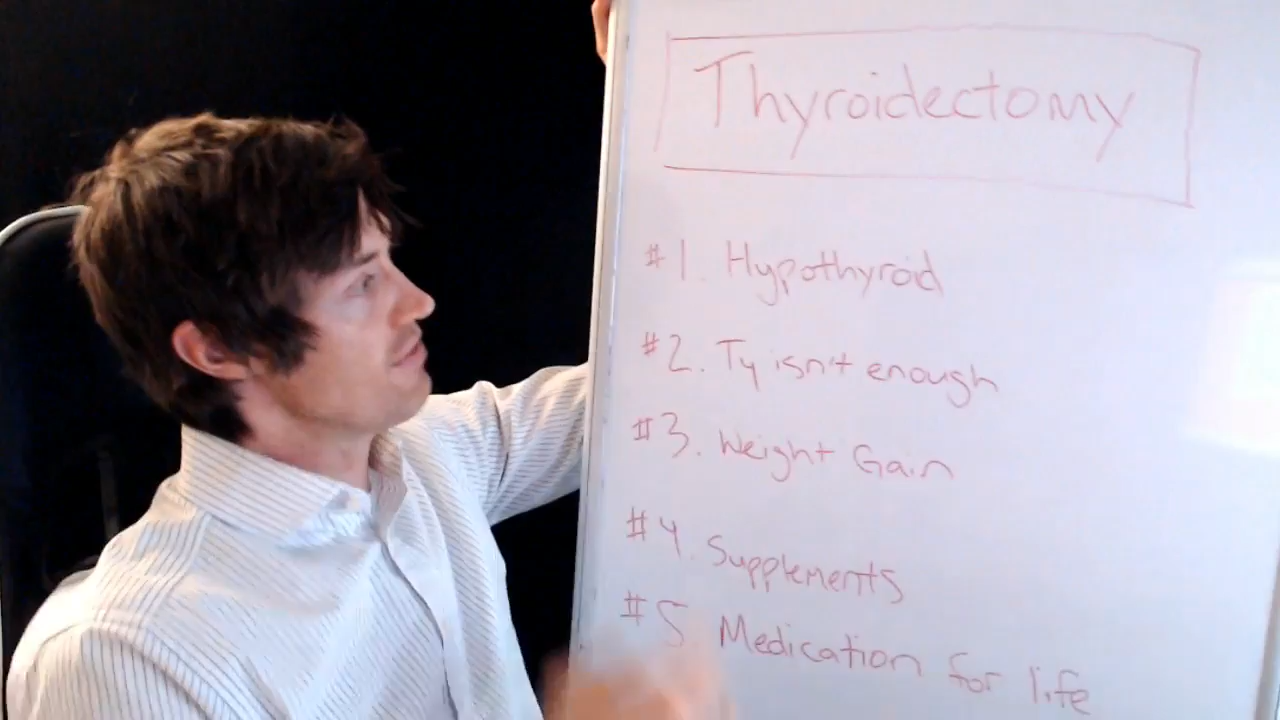 Thyroidectomy
#1. Hypothyroid
#2. T4 isn't enough
#3. Weight Gain
#4. Supplements
#5. Medication for life